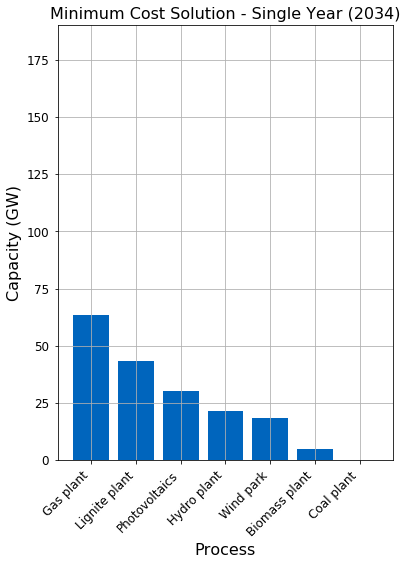 Minimum Cost Solution - Single Year (2034)
Capacity (GW)
175
150
125
100
75
50
25
0
Gas plant
Lignite plant
Photovoltaics
Hydro plant
Wind park
Biomass plant
Coal plant
Process